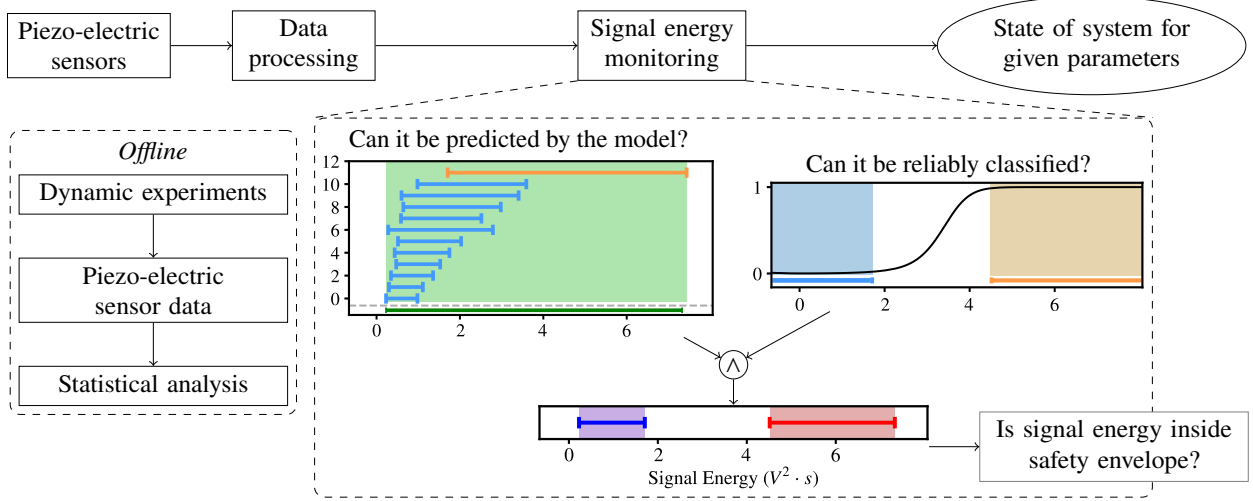 Piezo-electric
sensors
Data
processing
Signal energy
monitoring
State of system for
given parameters
Offline
Dynamic experiments
Piezo-electric
sensor data
Statistical analysis
Can it be predicted by the model?
12
10
8
6
4
2
0
0 2 4 6
Can it be reliably classified?
1
0
0 2 4 6
∧
0 2 4 6
Signal Energy (V² · s)
Is signal energy inside
safety envelope?